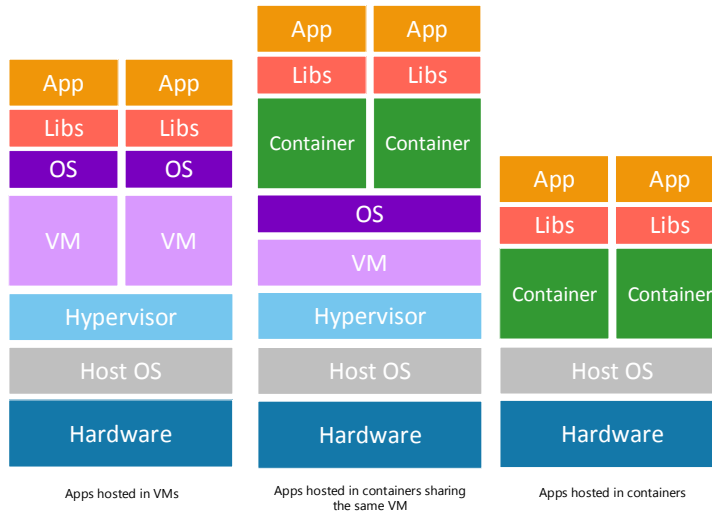 App App
Libs Libs
OS OS
VM VM
Hypervisor
Host OS
Hardware
Apps hosted in VMs
App App
Libs Libs
Container Container
OS
VM
Hypervisor
Host OS
Hardware
Apps hosted in containers sharing
the same VM
App App
Libs Libs
Container Container
Host OS
Hardware
Apps hosted in containers